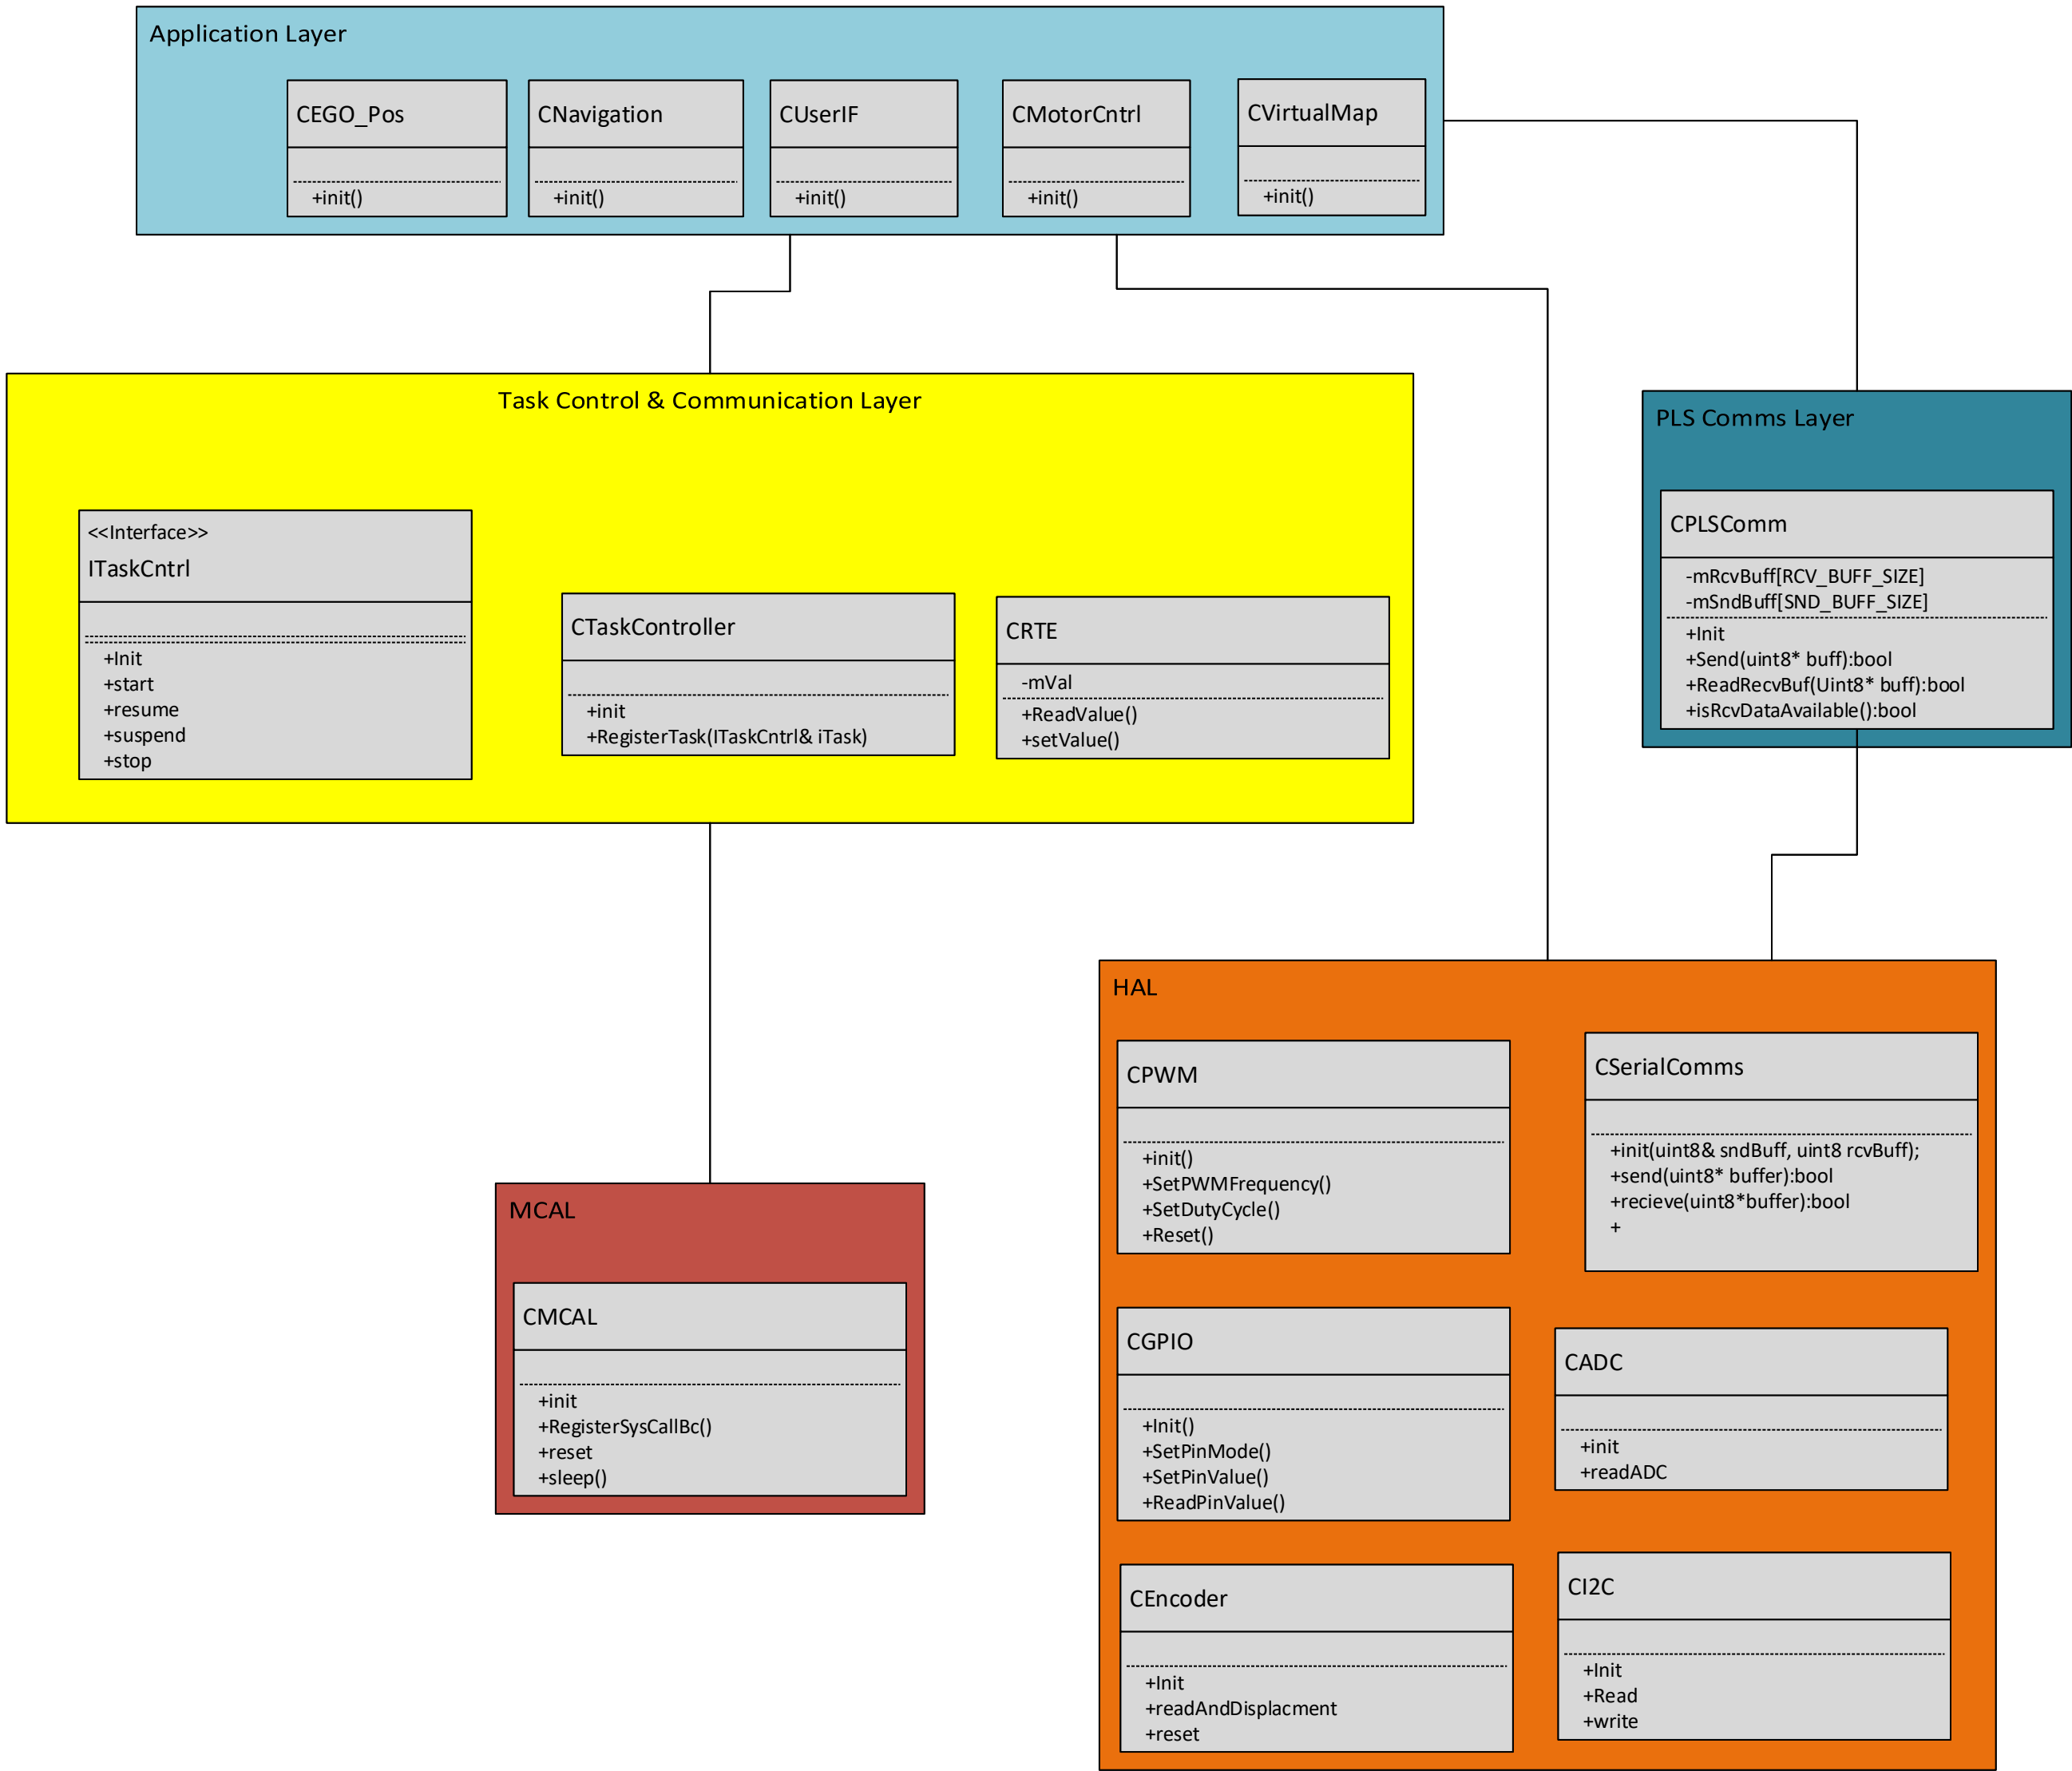 Application Layer
CEGO_Pos
+init()
CNavigation
+init()
CUserIF
+init()
CMotorCntrl
+init()
CVirtualMap
+init()
Task Control & Communication Layer
<<Interface>>
ITaskCntrl
+Init
+start
+resume
+suspend
+stop
CTaskController
+init
+RegisterTask(ITaskCntrl& iTask)
CRTE
-mVal
+ReadValue()
+setValue()
PLS Comms Layer
CPLSComm
-mRcvBuff[RCV_BUFF_SIZE]
-mSndBuff[SND_BUFF_SIZE]
+Init
+Send(uint8* buff):bool
+ReadRecvBuf(Uint8* buff):bool
+isRcvDataAvailable():bool
MCAL
CMCAL
+init
+RegisterSysCallBc()
+reset
+sleep()
HAL
CPWM
+init()
+SetPWMFrequency()
+SetDutyCycle()
+Reset()
CSerialComms
+init(uint8& sndBuff, uint8 rcvBuff);
+send(uint8* buffer):bool
+recieve(uint8*buffer):bool
+
CGPIO
+Init()
+SetPinMode()
+SetPinValue()
+ReadPinValue()
CADC
+init
+readADC
CEncoder
+Init
+readAndDisplacment
+reset
CI2C
+Init
+Read
+write